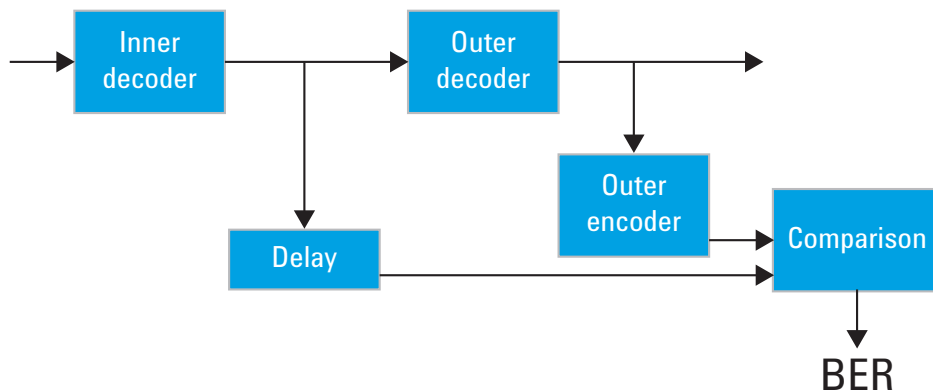 Inner
decoder
Outer
decoder
Outer
encoder
Delay
Comparison
BER